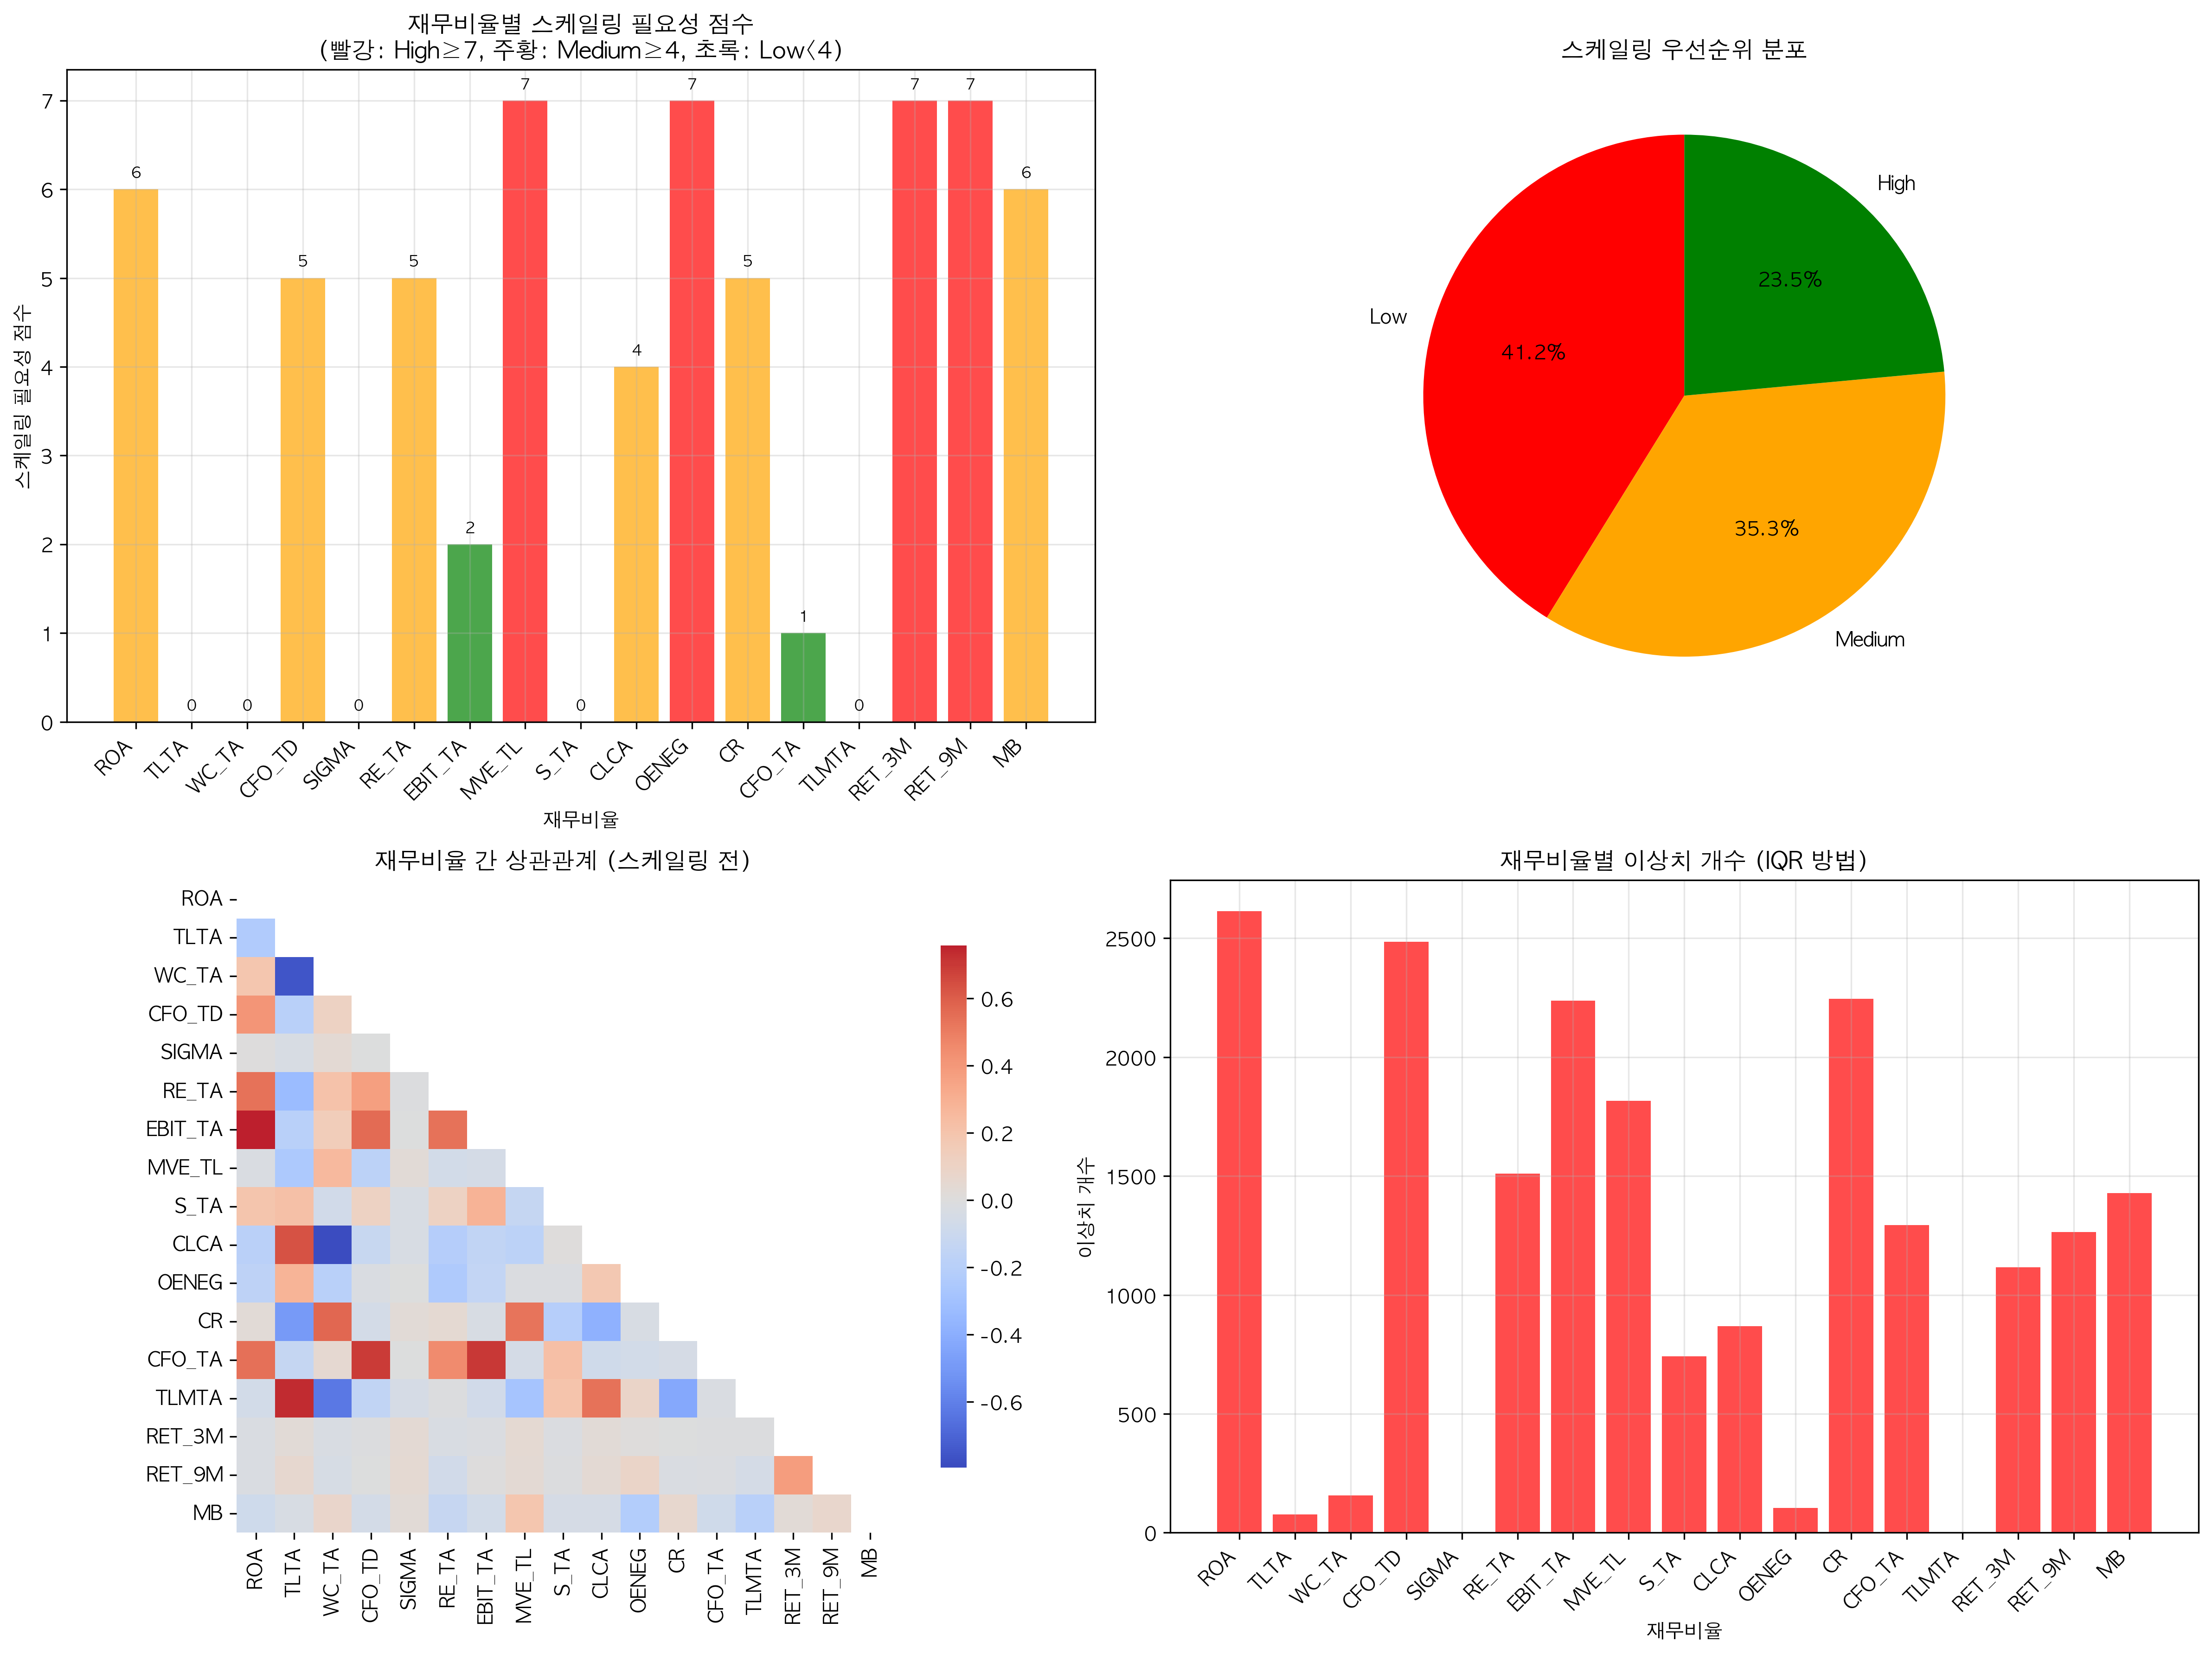 재무비율별 스케일링 필요성 점수
(빨강: High≥7, 주황: Medium≥4, 초록: Low<4)
스케일링 필요성 점수
7
6
5
4
3
2
1
0
6
0
0
5
0
5
2
7
0
4
7
5
1
0
7
7
6
ROA
TLTA
WC_TA
CFO_TD
SIGMA
RE_TA
EBIT_TA
MVE_TL
S_TA
CLCA
OENEG
CR
CFO_TA
TLMTA
RET_3M
RET_9M
MB
재무비율
스케일링 우선순위 분포
High
23.5%
Low
41.2%
35.3%
Medium
재무비율 간 상관관계 (스케일링 전)
ROA
TLTA
WC_TA
CFO_TD
SIGMA
RE_TA
EBIT_TA
MVE_TL
S_TA
CLCA
OENEG
CR
CFO_TA
TLMTA
RET_3M
RET_9M
MB
ROA
TLTA
WC_TA
CFO_TD
SIGMA
RE_TA
EBIT_TA
MVE_TL
S_TA
CLCA
OENEG
CR
CFO_TA
TLMTA
RET_3M
RET_9M
MB
0.6
0.4
0.2
0.0
-0.2
-0.4
-0.6
재무비율별 이상치 개수 (IQR 방법)
이상치 개수
2500
2000
1500
1000
500
0
ROA
TLTA
WC_TA
CFO_TD
SIGMA
RE_TA
EBIT_TA
MVE_TL
S_TA
CLCA
OENEG
CR
CFO_TA
TLMTA
RET_3M
RET_9M
MB
재무비율